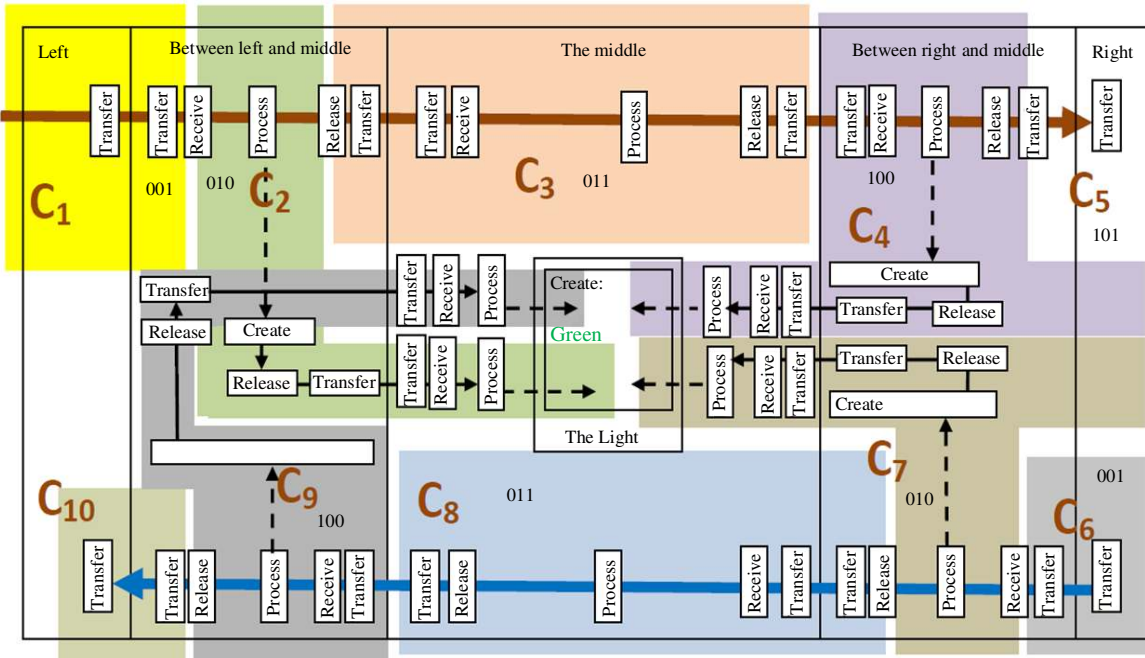 Left
Between left and middle
The middle
Between right and middle
Right
Transfer
Transfer
Receive
Process
Release
Transfer
Transfer
Receive
Process
Release
Transfer
Transfer
Receive
Process
Release
Transfer
Transfer
C1
001
010
C2
C3
011
100
C4
C5
101
Transfer
Release
Create
Release
Transfer
Transfer
Receive
Process
Transfer
Receive
Process
Create:
Green
The Light
Process
Receive
Transfer
Create
Transfer
Release
Process
Receive
Transfer
Transfer
Release
Create
C10
C9
100
C8
011
C7
010
C6
001
Transfer
Transfer
Release
Process
Receive
Transfer
Transfer
Release
Process
Receive
Transfer
Transfer
Release
Process
Receive
Transfer
Transfer